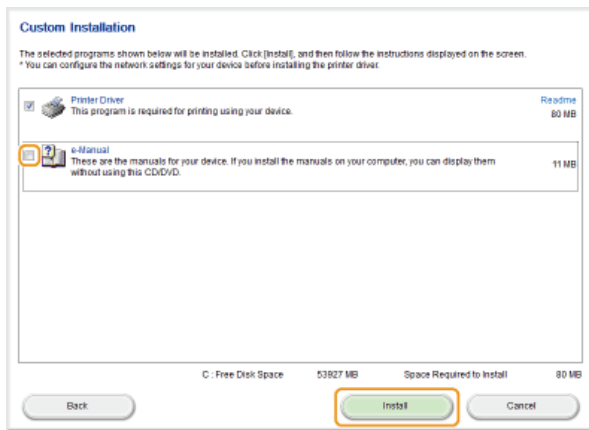 Custom Installation
The selected programs shown below will be installed. Click [Install], and then follow the instructions displayed on the screen.
* You can configure the network settings for your device before installing the printer driver.
Printer Driver Readme
This program is required for printing using your device. 80 MB
e-Manual
These are the manuals for your device. If you install the manuals on your computer, you can display them 11 MB
without using this CD/DVD.
C : Free Disk Space 53927 MB Space Required to Install 80 MB
Back Install Cancel